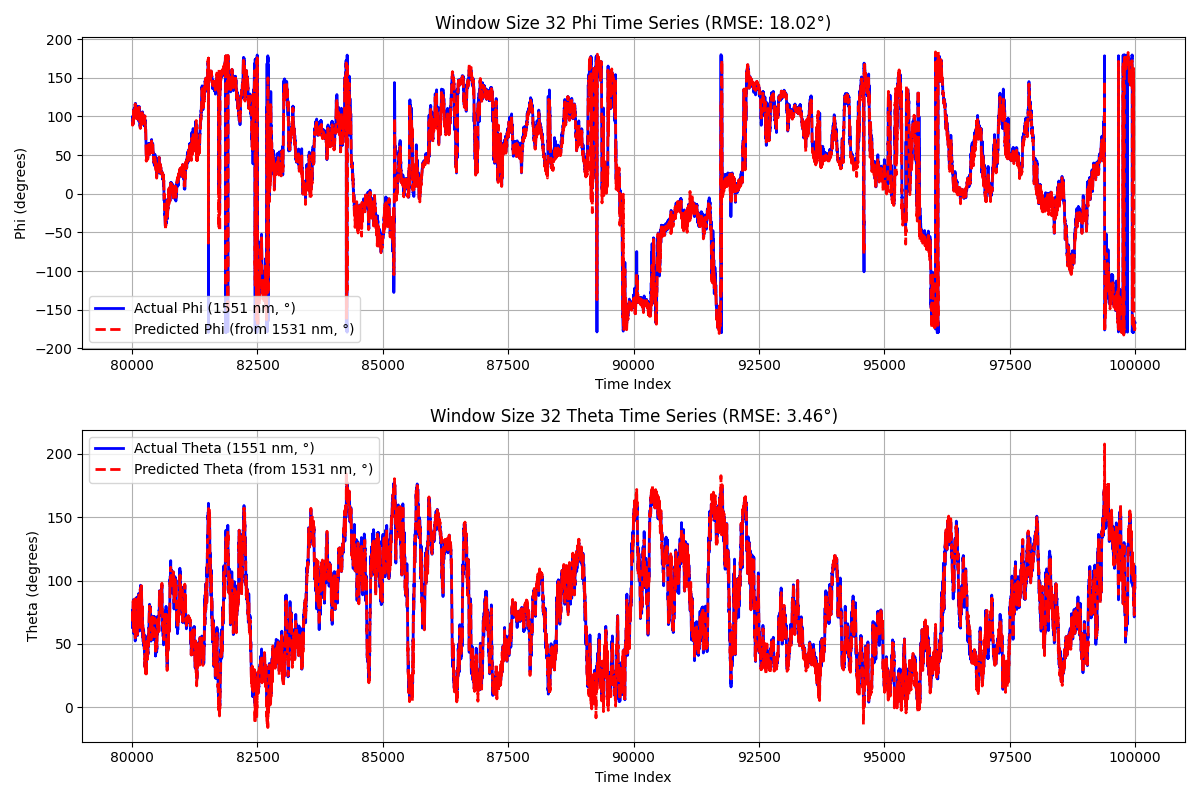 Window Size 32 Phi Time Series (RMSE: 18.02°)
200
150
100
50
0
−50
−100
−150
−200
Phi (degrees)
Actual Phi (1551 nm, °)
Predicted Phi (from 1531 nm, °)
80000 82500 85000 87500 90000 92500 95000 97500 100000
Time Index
Window Size 32 Theta Time Series (RMSE: 3.46°)
200
150
100
50
0
Theta (degrees)
Actual Theta (1551 nm, °)
Predicted Theta (from 1531 nm, °)
80000 82500 85000 87500 90000 92500 95000 97500 100000
Time Index